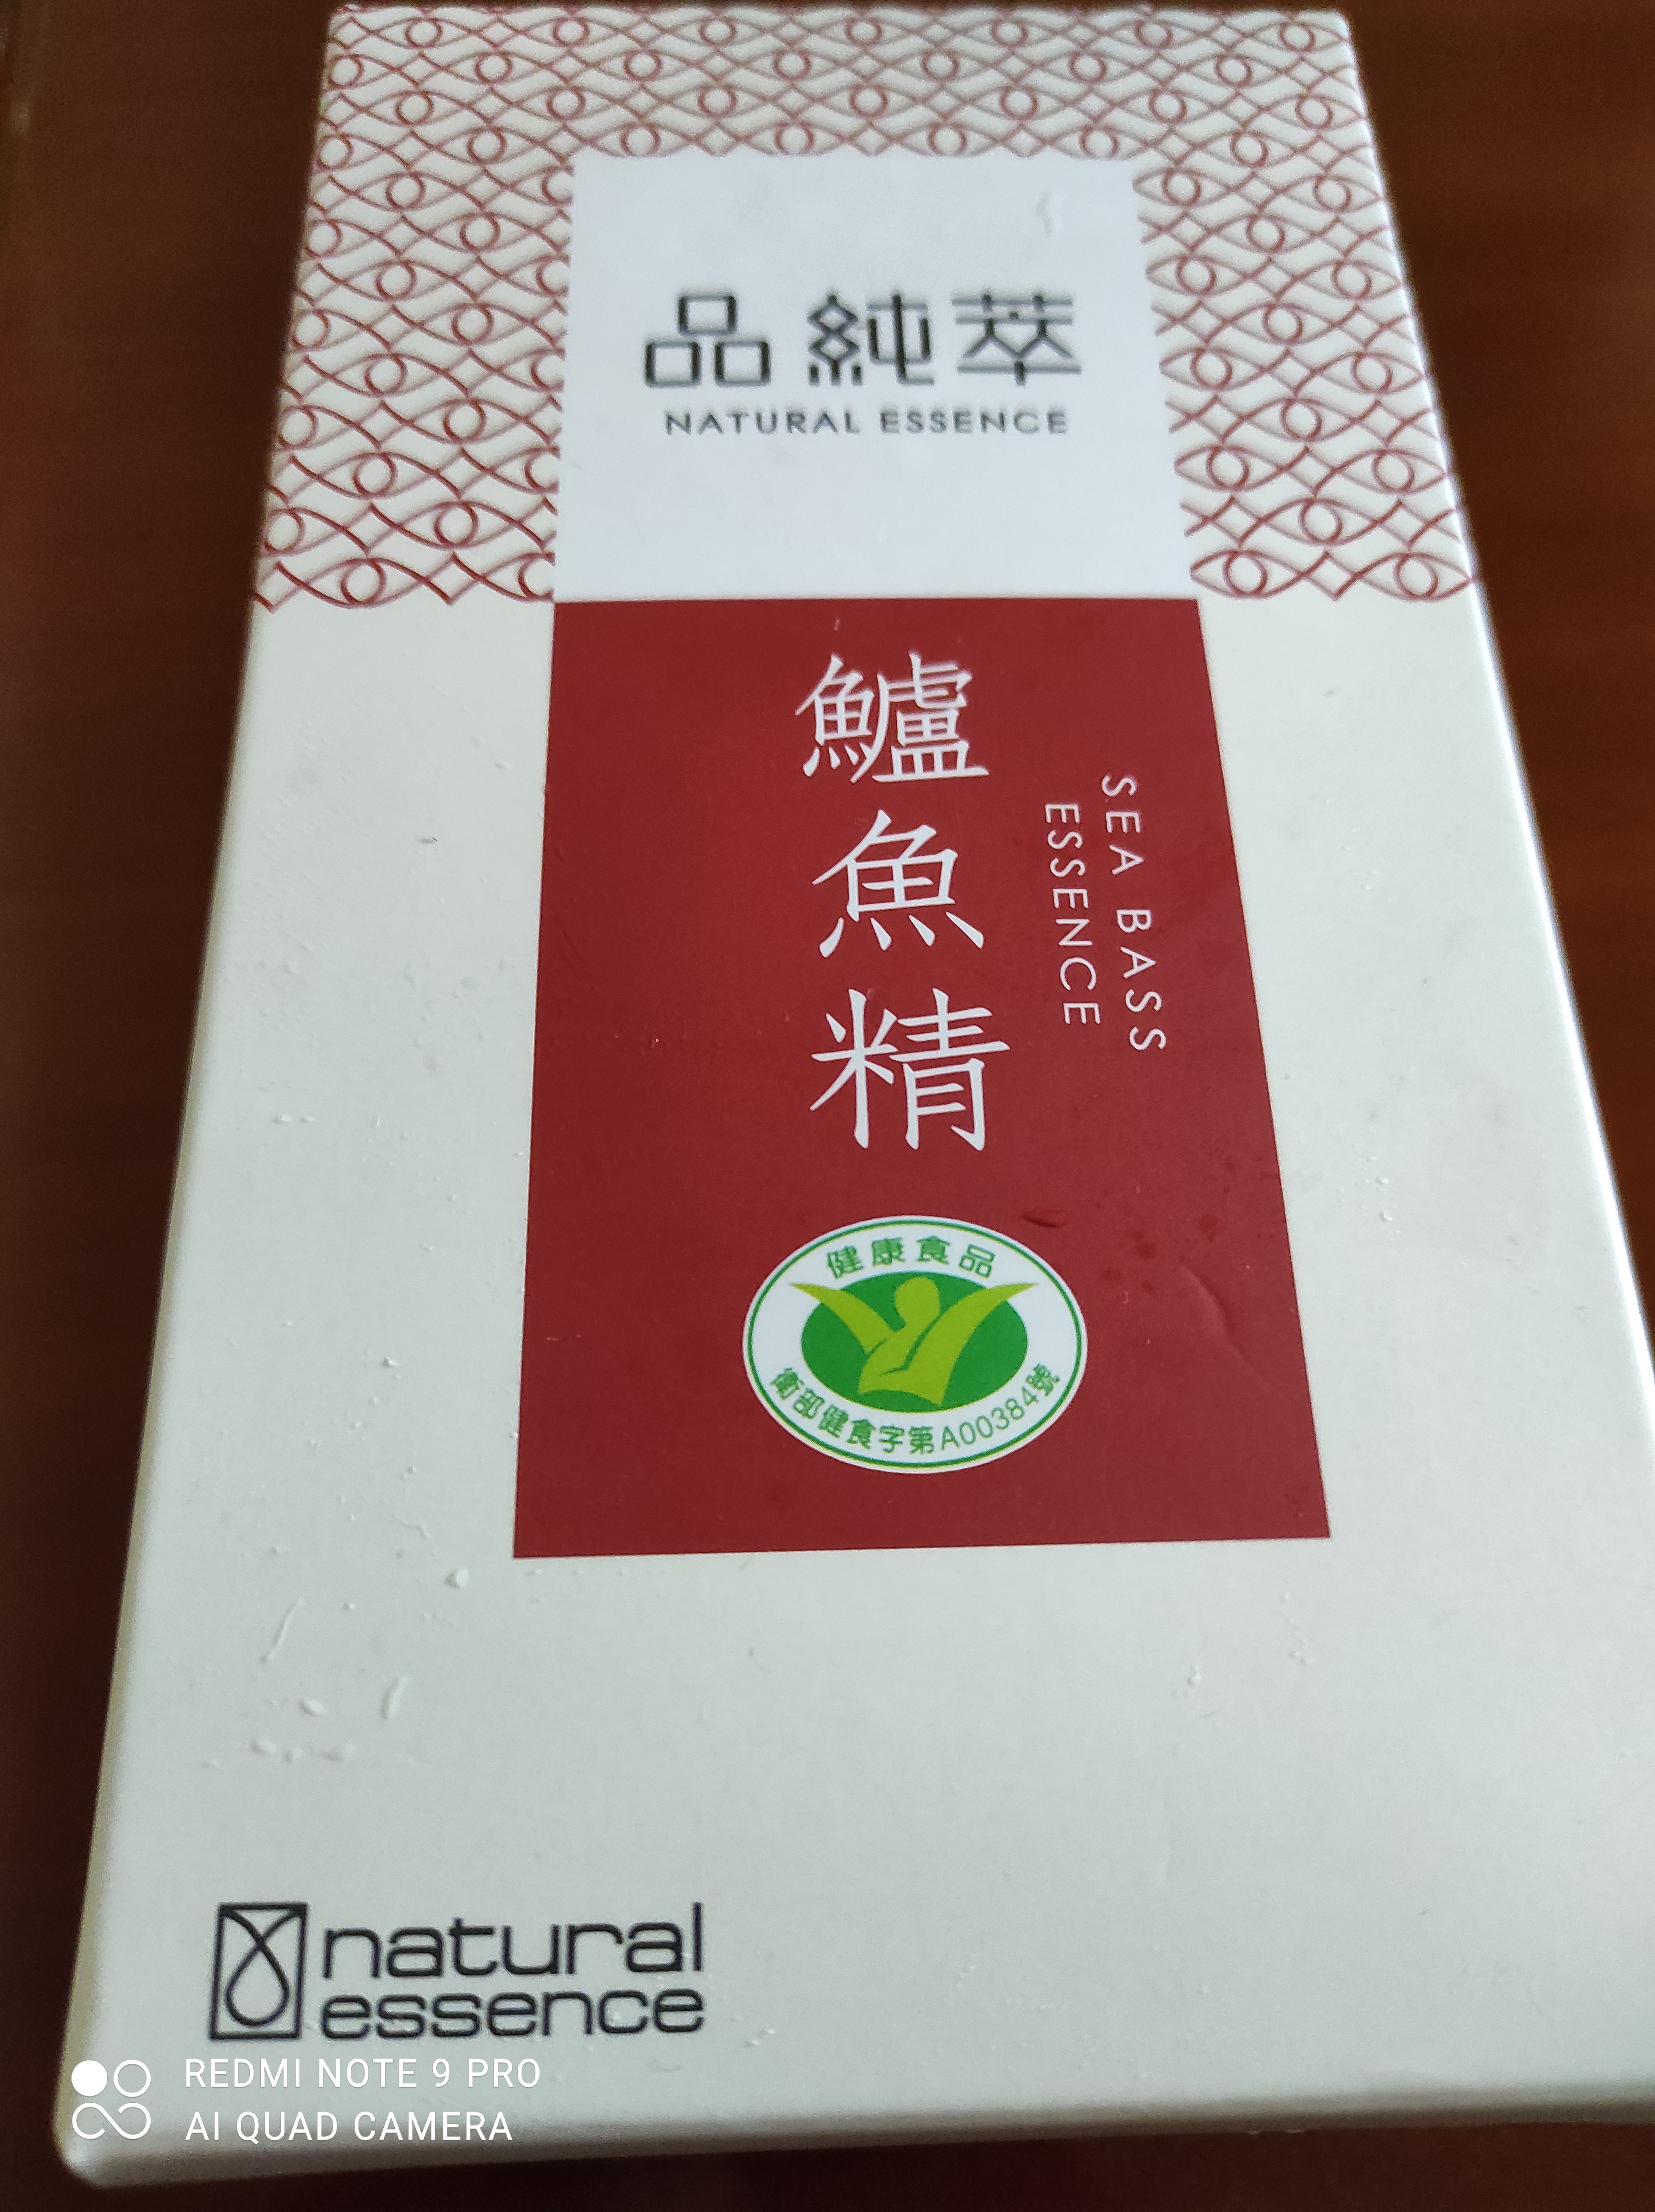 品純萃
NATURAL ESSENCE
鱸魚精
SEA BASS
ESSENCE
健康食品
衛部健食字第A00384號
natural
essence
REDMI NOTE 9 PRO
AI QUAD CAMERA